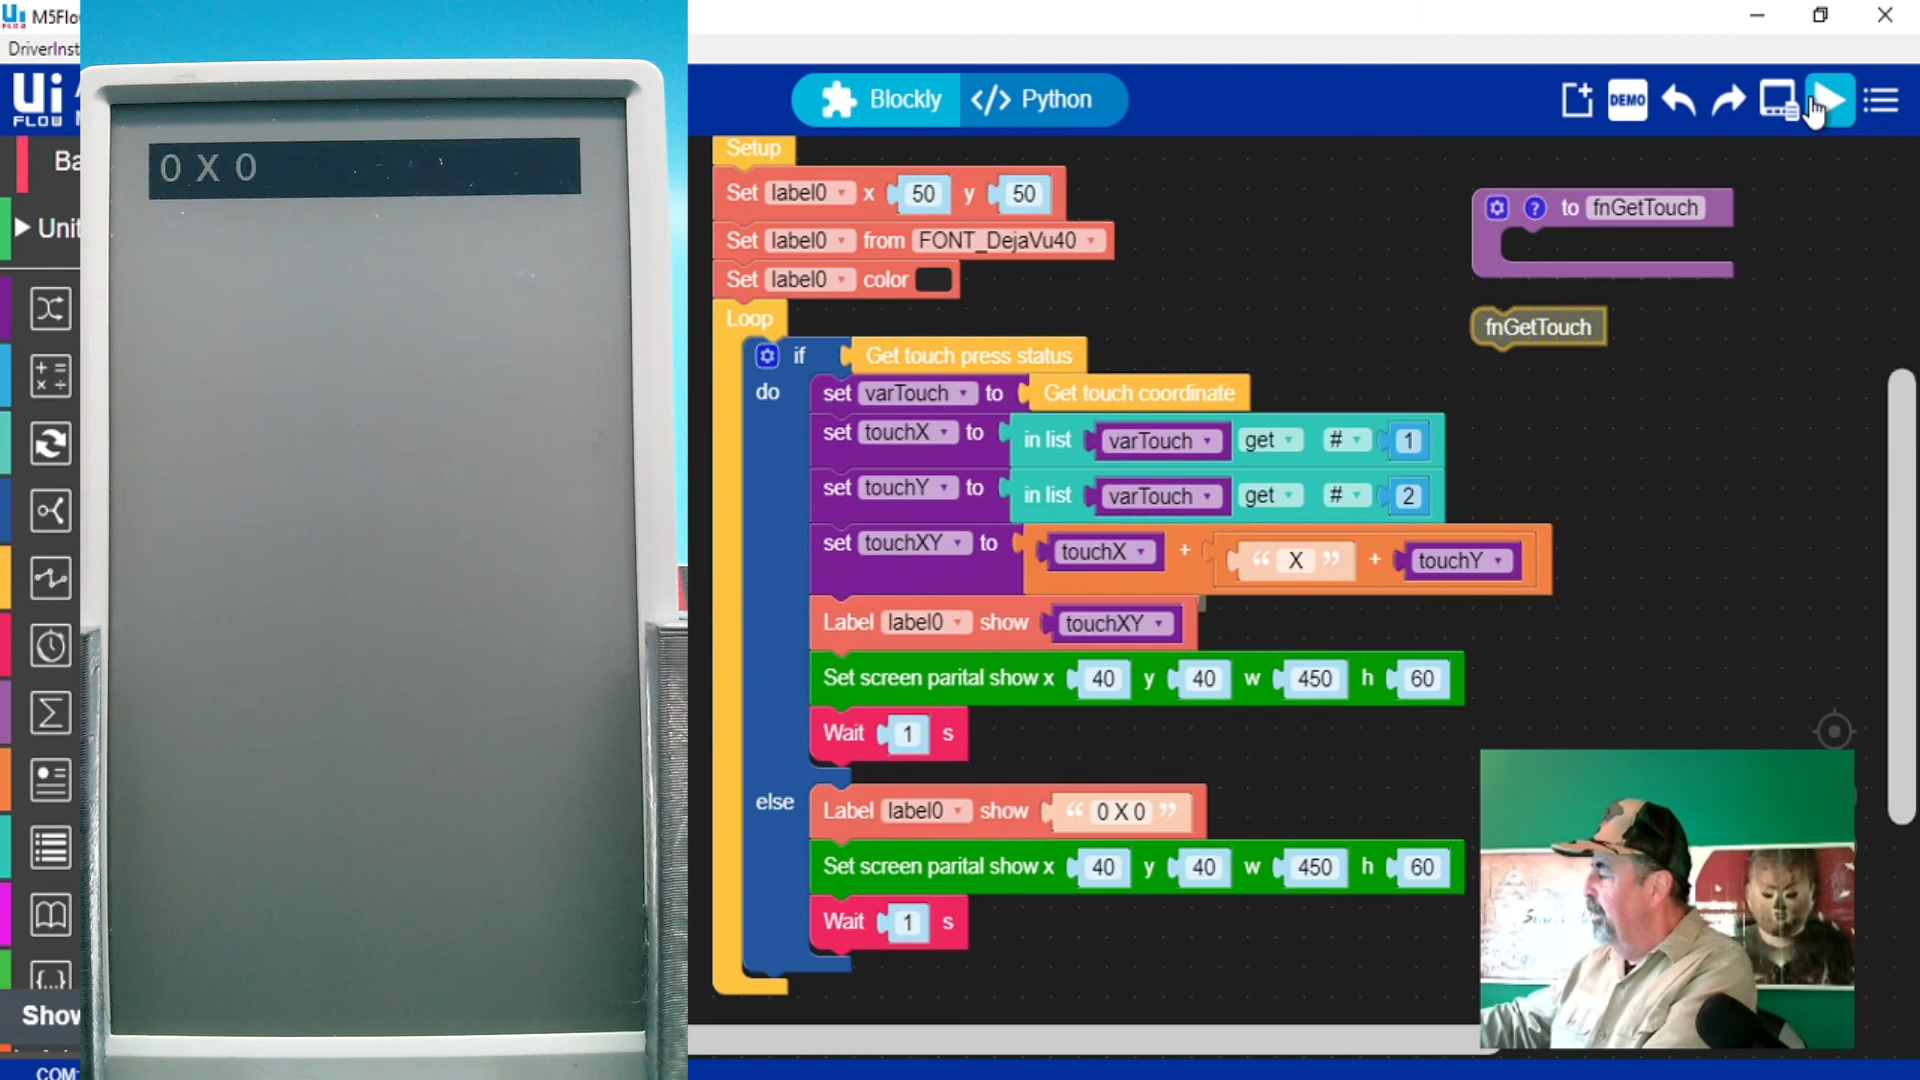 M5Flo
DriverInst
Ui
FLOW
Blockly
</> Python
DEMO
Ba
Unit
Show
COM
0 X 0
Setup
Set label0 x 50 y 50
Set label0 from FONT_DejaVu40
Set label0 color
Loop
if Get touch press status
do set varTouch to Get touch coordinate
set touchX to in list varTouch get # 1
set touchY to in list varTouch get # 2
set touchXY to touchX + “ X ” + touchY
Label label0 show touchXY
Set screen parital show x 40 y 40 w 450 h 60
Wait 1 s
else Label label0 show “ 0 X 0 ”
Set screen parital show x 40 y 40 w 450 h 60
Wait 1 s
? to fnGetTouch
fnGetTouch